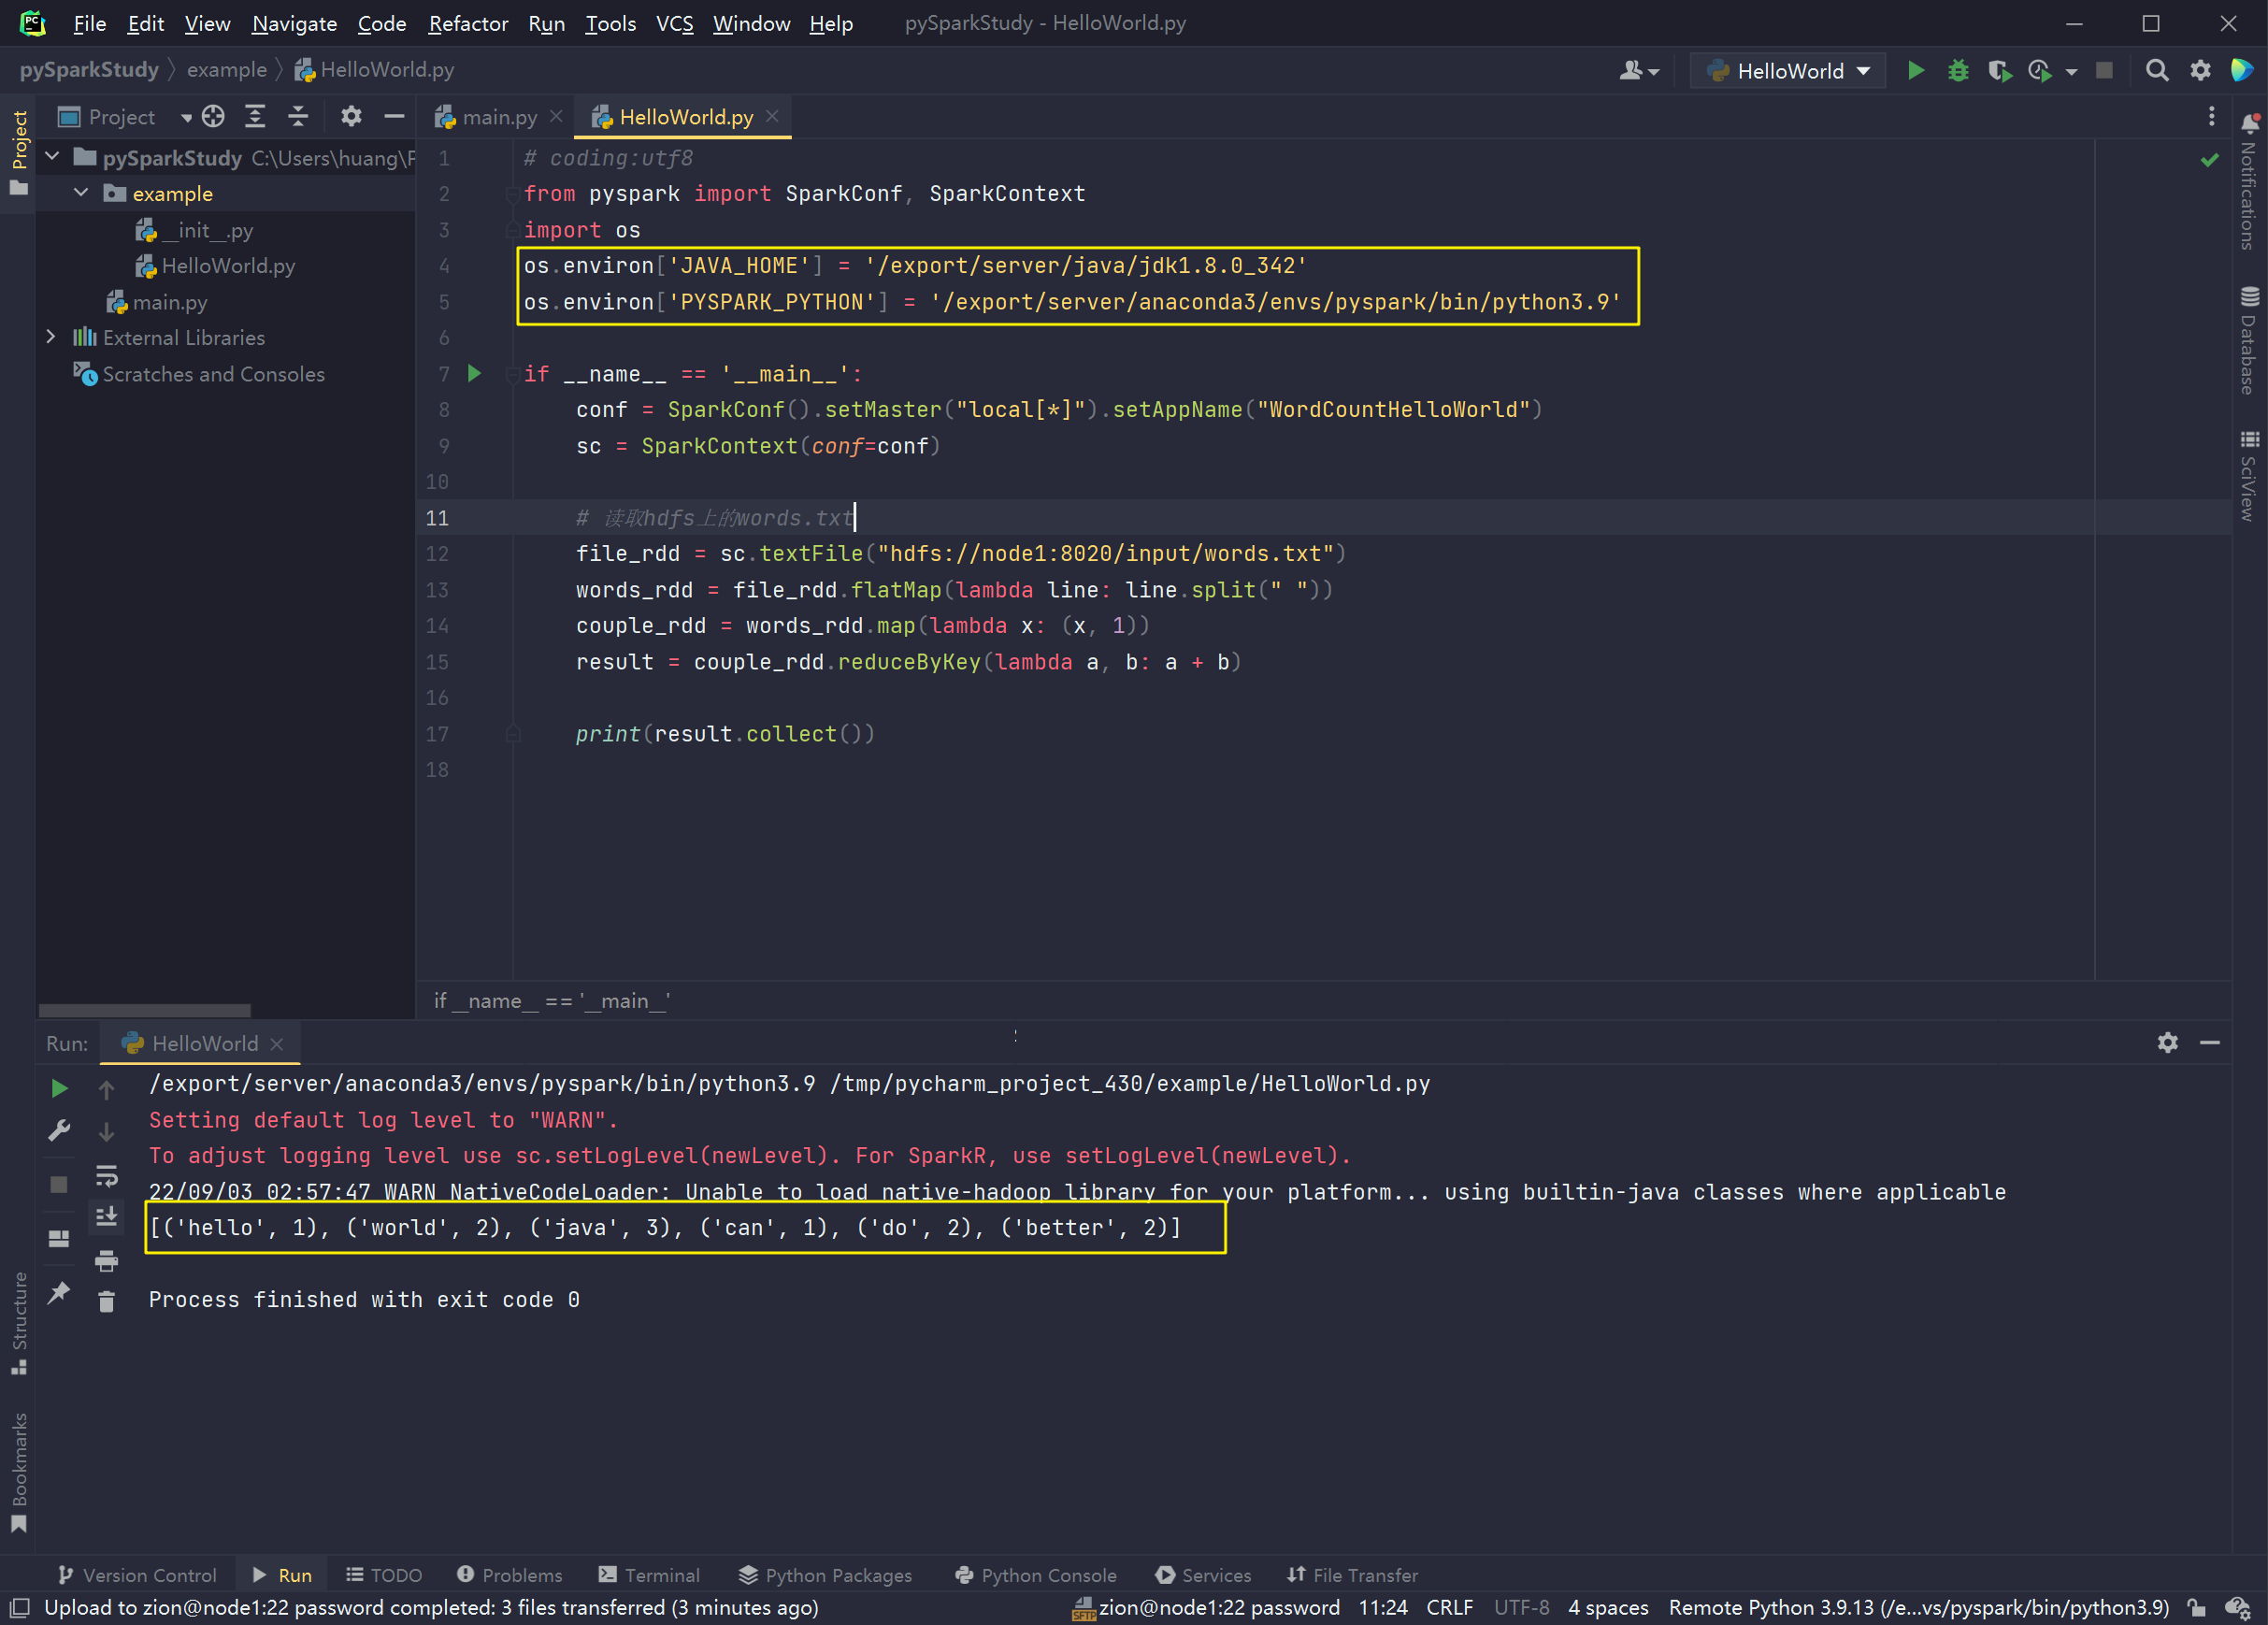 File Edit View Navigate Code Refactor Run Tools VCS Window Help pySparkStudy - HelloWorld.py
pySparkStudy example HelloWorld.py
HelloWorld
Project
Project
main.py
HelloWorld.py
pySparkStudy C:\Users\huang\P
example
__init__.py
HelloWorld.py
main.py
External Libraries
Scratches and Consoles
1 # coding:utf8
2 from pyspark import SparkConf, SparkContext
3 import os
4 os.environ['JAVA_HOME'] = '/export/server/java/jdk1.8.0_342'
5 os.environ['PYSPARK_PYTHON'] = '/export/server/anaconda3/envs/pyspark/bin/python3.9'
6
7 if __name__ == '__main__':
8 conf = SparkConf().setMaster("local[*]").setAppName("WordCountHelloWorld")
9 sc = SparkContext(conf=conf)
10
11 # 读取hdfs上的words.txt
12 file_rdd = sc.textFile("hdfs://node1:8020/input/words.txt")
13 words_rdd = file_rdd.flatMap(lambda line: line.split(" "))
14 couple_rdd = words_rdd.map(lambda x: (x, 1))
15 result = couple_rdd.reduceByKey(lambda a, b: a + b)
16
17 print(result.collect())
18
if __name__ == '__main__'
Notifications
Database
SciView
Run: HelloWorld
/export/server/anaconda3/envs/pyspark/bin/python3.9 /tmp/pycharm_project_430/example/HelloWorld.py
Setting default log level to "WARN".
To adjust logging level use sc.setLogLevel(newLevel). For SparkR, use setLogLevel(newLevel).
22/09/03 02:57:47 WARN NativeCodeLoader: Unable to load native-hadoop library for your platform... using builtin-java classes where applicable
[('hello', 1), ('world', 2), ('java', 3), ('can', 1), ('do', 2), ('better', 2)]
Process finished with exit code 0
Structure
Bookmarks
Version Control Run TODO Problems Terminal Python Packages Python Console Services File Transfer
Upload to zion@node1:22 password completed: 3 files transferred (3 minutes ago) SFTP zion@node1:22 password 11:24 CRLF UTF-8 4 spaces Remote Python 3.9.13 (/e...vs/pyspark/bin/python3.9)